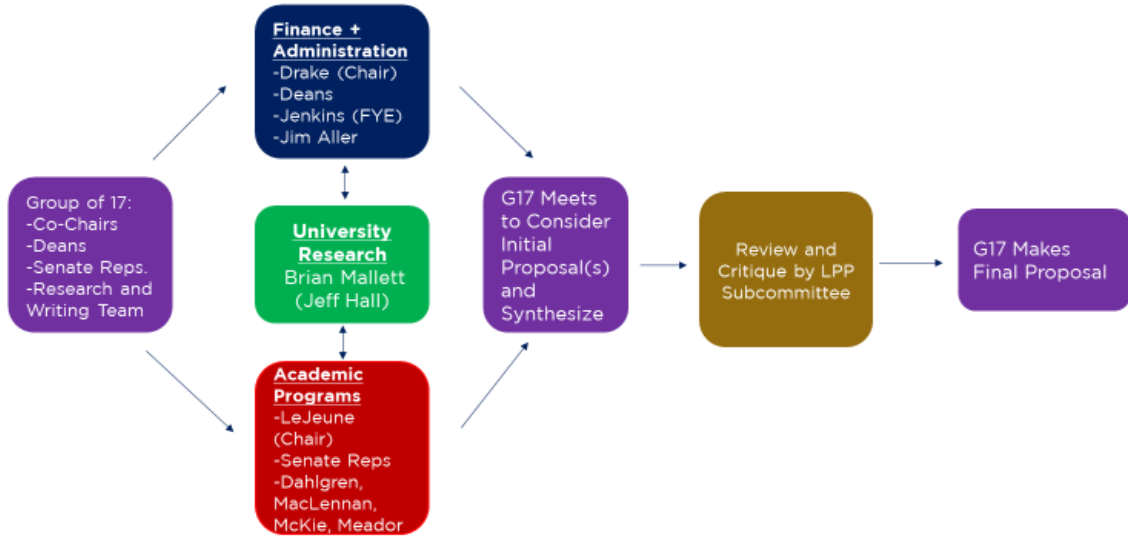 Group of 17:
-Co-Chairs
-Deans
-Senate Reps.
-Research and
Writing Team
Finance +
Administration
-Drake (Chair)
-Deans
-Jenkins (FYE)
-Jim Aller
University
Research
Brian Mallett
(Jeff Hall)
Academic
Programs
-LeJeune
(Chair)
-Senate Reps
-Dahlgren,
MacLennan,
McKie, Meador
G17 Meets
to Consider
Initial
Proposal(s)
and
Synthesize
Review and
Critique by LPP
Subcommittee
G17 Makes
Final Proposal